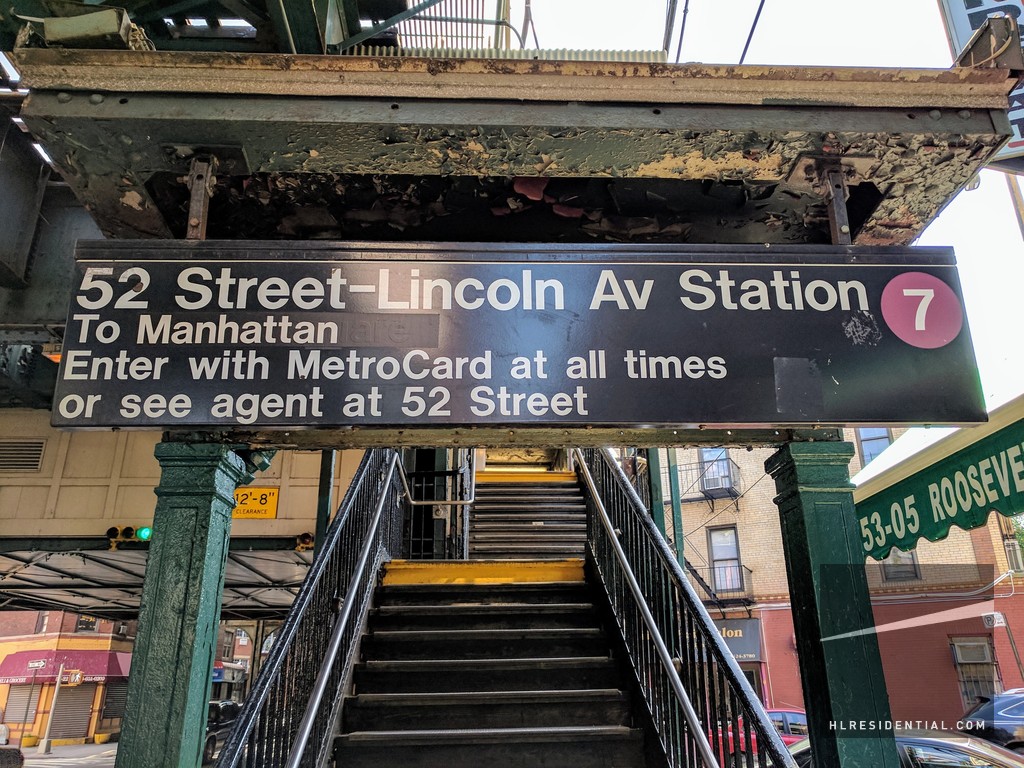 52 Street-Lincoln Av Station 7
To Manhattan
Enter with MetroCard at all times
or see agent at 52 Street
12'-8"
CLEARANCE
53-05 ROOSEVE
HLRESIDENTIAL.COM